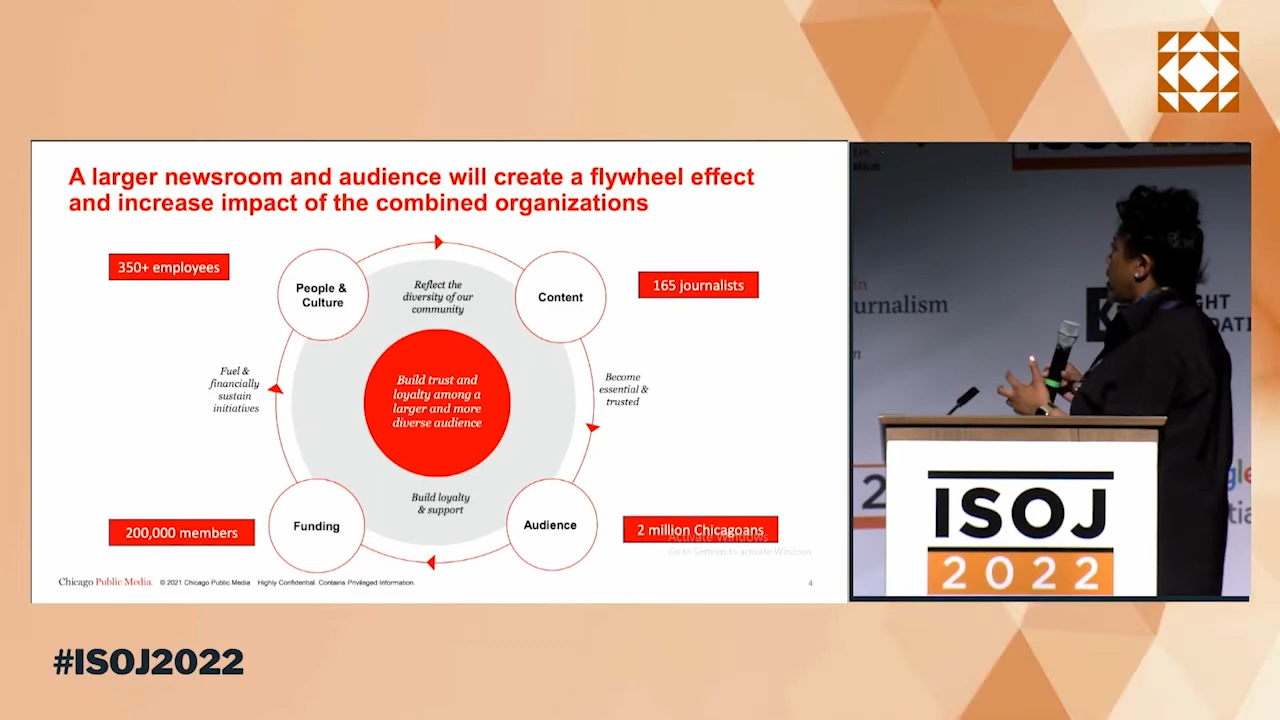 A larger newsroom and audience will create a flywheel effect
and increase impact of the combined organizations
350+ employees
People &
Culture
Reflect the
diversity of our
community
Content
165 journalists
Fuel &
financially
sustain
initiatives
Build trust and
loyalty among a
larger and more
diverse audience
Become
essential &
trusted
200,000 members
Funding
Build loyalty
& support
Audience
2 million Chicagoans
Activate Windows
Go to Settings to activate Windows.
Chicago Public Media © 2021 Chicago Public Media Highly Confidential. Contains Privileged Information.
4
in
urnalism
ISOJ
2022
#ISOJ2022